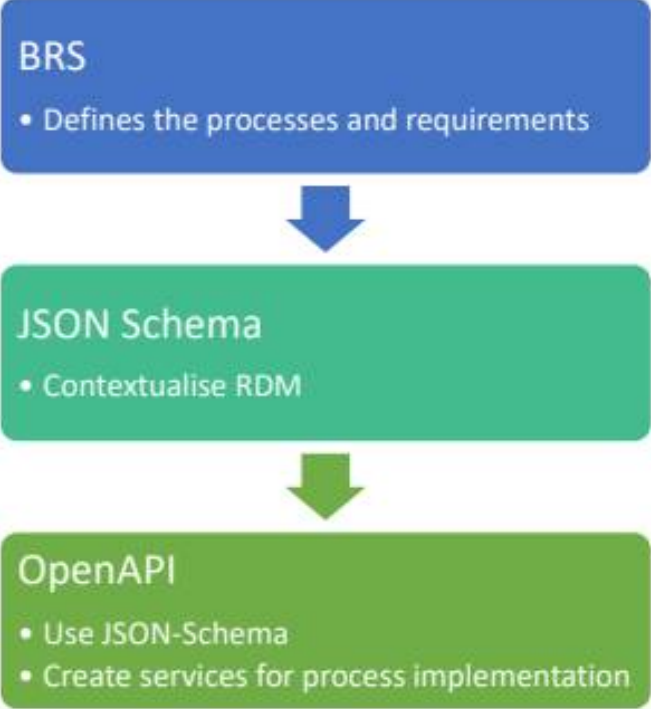 BRS
• Defines the processes and requirements
JSON Schema
• Contextualise RDM
OpenAPI
• Use JSON-Schema
• Create services for process implementation